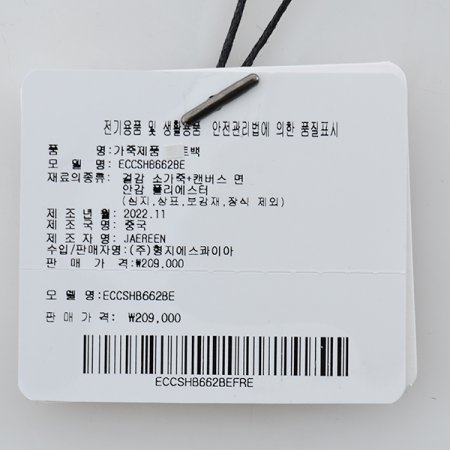 전기용품 및 생활용품 안전관리법에 의한 품질표시
품 명:가죽제품 트백
모 델 명: ECCSHB662BE
재료의종류: 겉감 소가죽+캔버스 면
안감 폴리에스터
(심지,상표,보강재,장식 제외)
제 조 년 월: 2022.11
제 조 국 명: 중국
제 조 자 명: JAEREEN
수입/판매자명:(주)형지에스콰이아
판 매 가 격:₩209,000
모 델 명:ECCSHB662BE
판 매 가 격: ₩209,000
ECCSHB662BEFRE